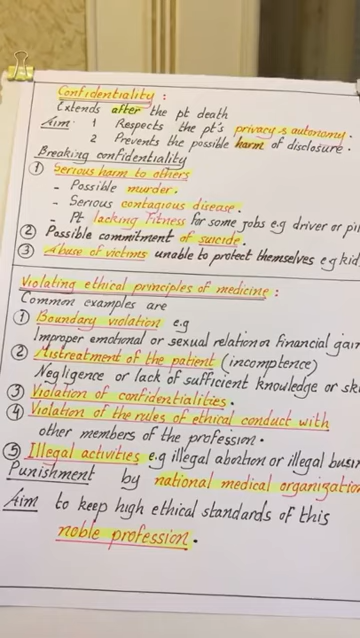 Confidentiality :
Extends after the pt death
Aim: 1 Respects the pt's privacy & autonomy.
2 Prevents the possible harm of disclosure.
Breaking confidentiality
① Serious harm to others
- Possible murder.
- Serious contagious disease.
- Pt lacking Fitness for some jobs e.g driver or pi
② Possible commitment of suicide.
③ Abuse of victims unable to protect themselves e.g kid
Violating ethical principles of medicine :
Common examples are
① Boundary violation e.g
Improper emotional or sexual relation or Financial gain
② Mistreatment of the patient (incomptence)
Negligence or lack of sufficient knowledge or sk
③ Violation of confidentialities.
④ Violation of the rules of ethical conduct with
other members of the profession.
⑤ Illegal activities e.g illegal abortion or illegal busin
Punishment by national medical organization
Aim to keep high ethical standards of this
noble profession.